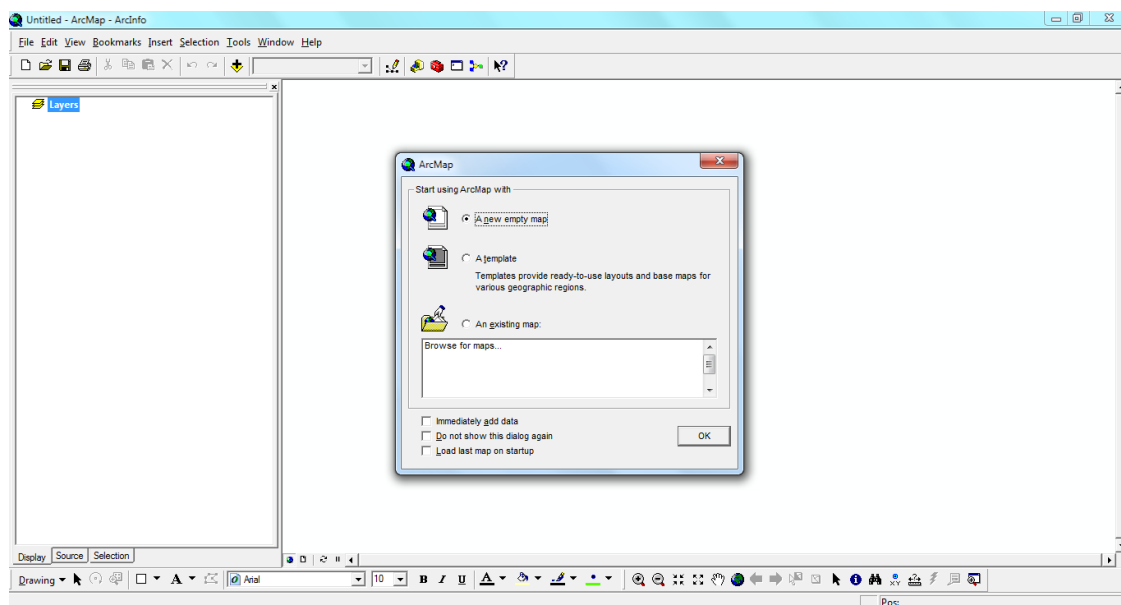 Untitled - ArcMap - ArcInfo
File Edit View Bookmarks Insert Selection Tools Window Help
Layers
ArcMap
Start using ArcMap with
A new empty map
A template
Templates provide ready-to-use layouts and base maps for
various geographic regions.
An existing map:
Browse for maps...
Immediately add data
Do not show this dialog again
OK
Load last map on startup
Display Source Selection
Drawing A Arial 10 B I U A
Pos: